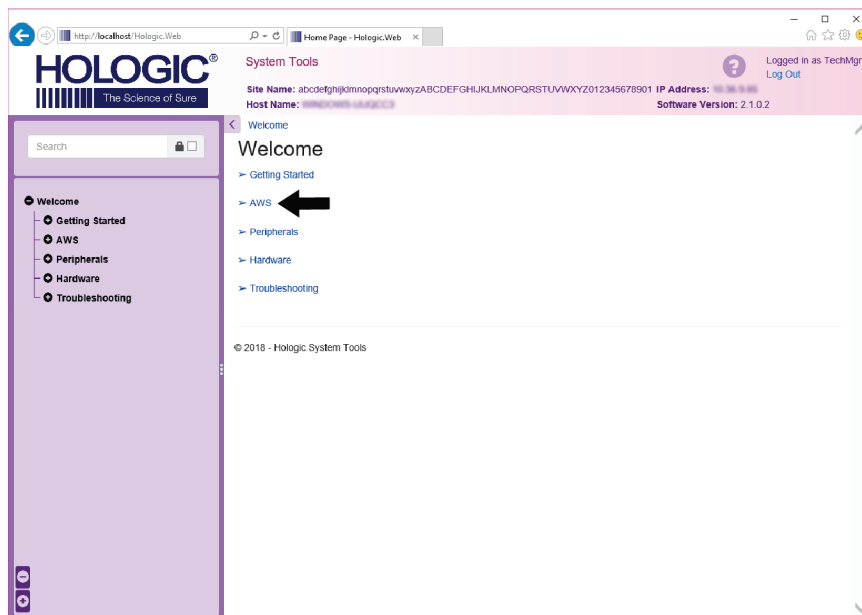 http://localhost/Hologic.Web
Home Page - Hologic.Web
HOLOGIC®
The Science of Sure
System Tools
Logged in as TechMgr
Log Out
Site Name: abcdefghijklmnopqrstuvwxyzABCDEFGHIJKLMNOPQRSTUVWXYZ012345678901 IP Address:
Host Name:
Software Version: 2.1.0.2
Search
Welcome
Getting Started
AWS
Peripherals
Hardware
Troubleshooting
Welcome
Welcome
➢ Getting Started
➢ AWS
➢ Peripherals
➢ Hardware
➢ Troubleshooting
© 2018 - Hologic System Tools